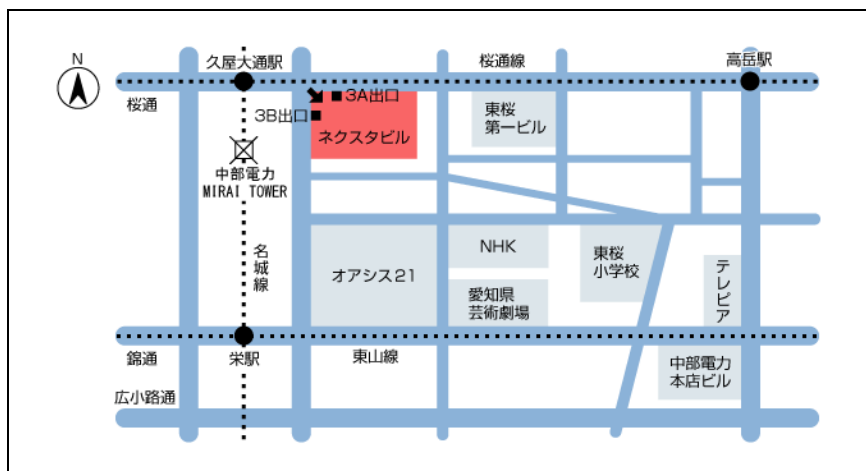 N
久屋大通駅
桜通線
高岳駅
桜通
3A出口
3B出口
ネクスタビル
東桜
第一ビル
中部電力
MIRAI TOWER
名城線
オアシス21
NHK
東桜
小学校
テレピア
愛知県
芸術劇場
錦通
栄駅
東山線
中部電力
本店ビル
広小路通